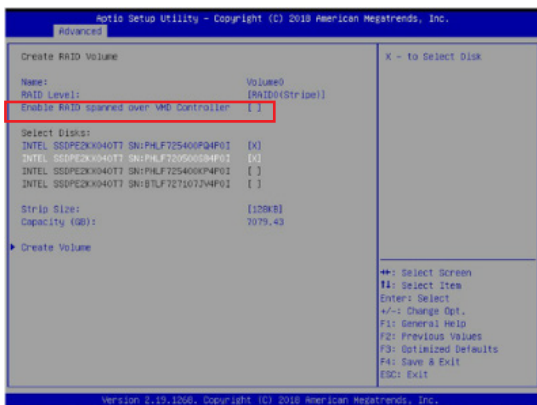 Aptio Setup Utility - Copyright (C) 2018 American Megatrends, Inc.
Advanced
Create RAID Volume
Name: Volume0
RAID Level: [RAID0(Stripe)]
Enable RAID spanned over VMD Controller [ ]
Select Disks:
INTEL SSDPE2KX040T7 SN:PHLF725400PQ4P0I [X]
INTEL SSDPE2KX040T7 SN:PHLF720500S84P0I [X]
INTEL SSDPE2KX040T7 SN:PHLF725400KP4P0I [ ]
INTEL SSDPE2KX040T7 SN:BTLF727107JV4P0I [ ]
Strip Size: [128KB]
Capacity (GB): 7079.43
Create Volume
X - to Select Disk
→←: Select Screen
↑↓: Select Item
Enter: Select
+/-: Change Opt.
F1: General Help
F2: Previous Values
F3: Optimized Defaults
F4: Save & Exit
ESC: Exit
Version 2.19.1268. Copyright (C) 2018 American Megatrends, Inc.